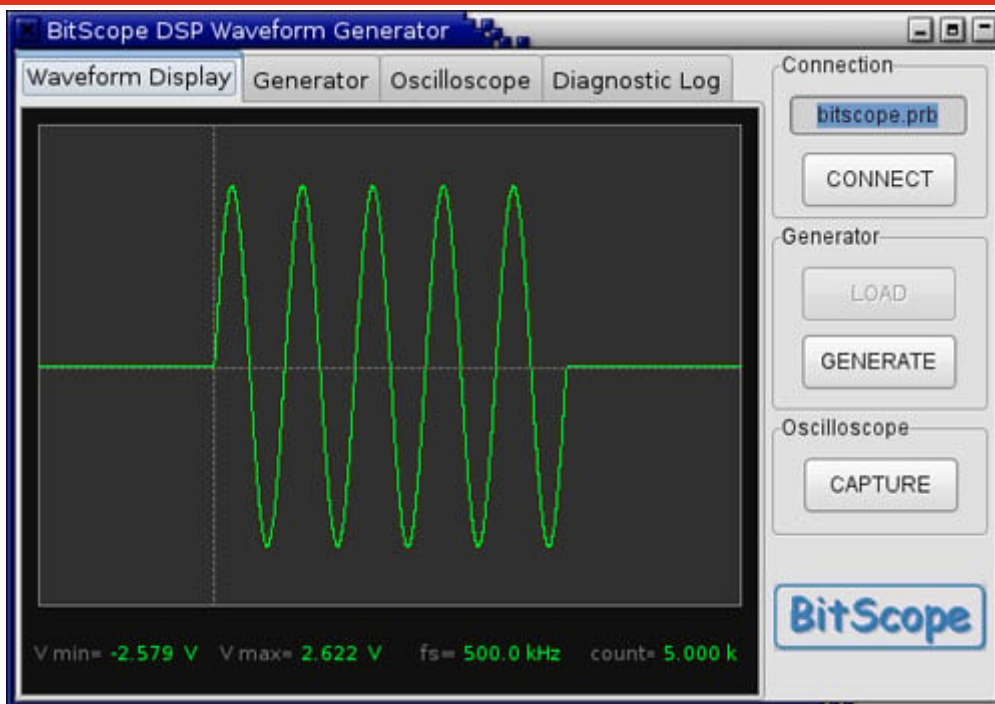 BitScope DSP Waveform Generator
Waveform Display Generator Oscilloscope Diagnostic Log
V min= -2.579 V V max= 2.622 V fs= 500.0 kHz count= 5.000 k
Connection
bitscope.prb
CONNECT
Generator
LOAD
GENERATE
Oscilloscope
CAPTURE
BitScope